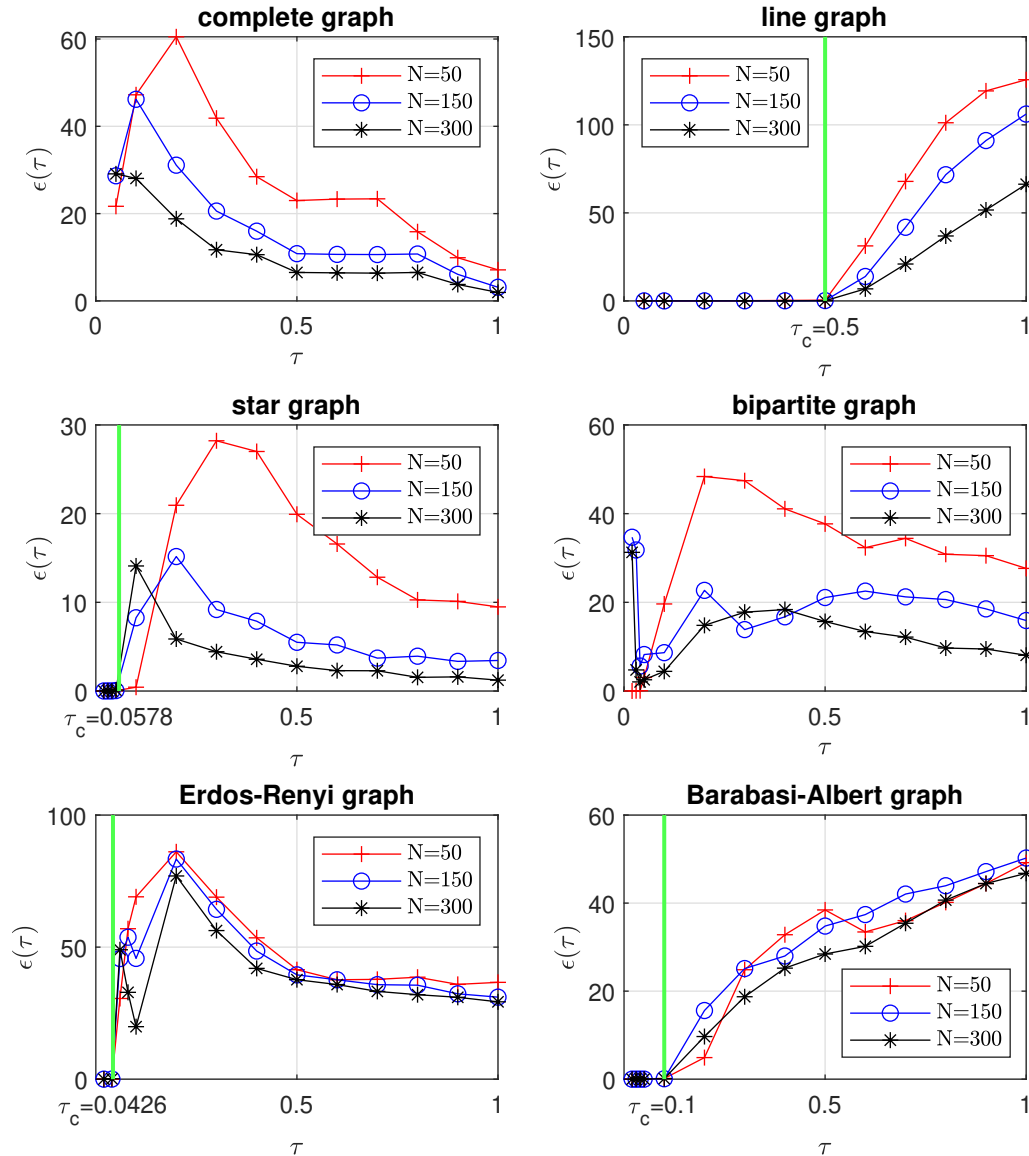 complete graph
60
40
20
0
ϵ(τ)
N=50
N=150
N=300
0
0.5
1
τ
line graph
150
100
50
0
ϵ(τ)
N=50
N=150
N=300
τc=0.5
1
τ
star graph
30
20
10
0
ϵ(τ)
N=50
N=150
N=300
τc=0.0578
0.5
1
τ
bipartite graph
60
40
20
0
ϵ(τ)
N=50
N=150
N=300
0
0.5
1
τ
Erdos-Renyi graph
100
50
0
ϵ(τ)
N=50
N=150
N=300
τc=0.0426
0.5
1
τ
Barabasi-Albert graph
60
40
20
0
ϵ(τ)
N=50
N=150
N=300
τc=0.1
0.5
1
τ